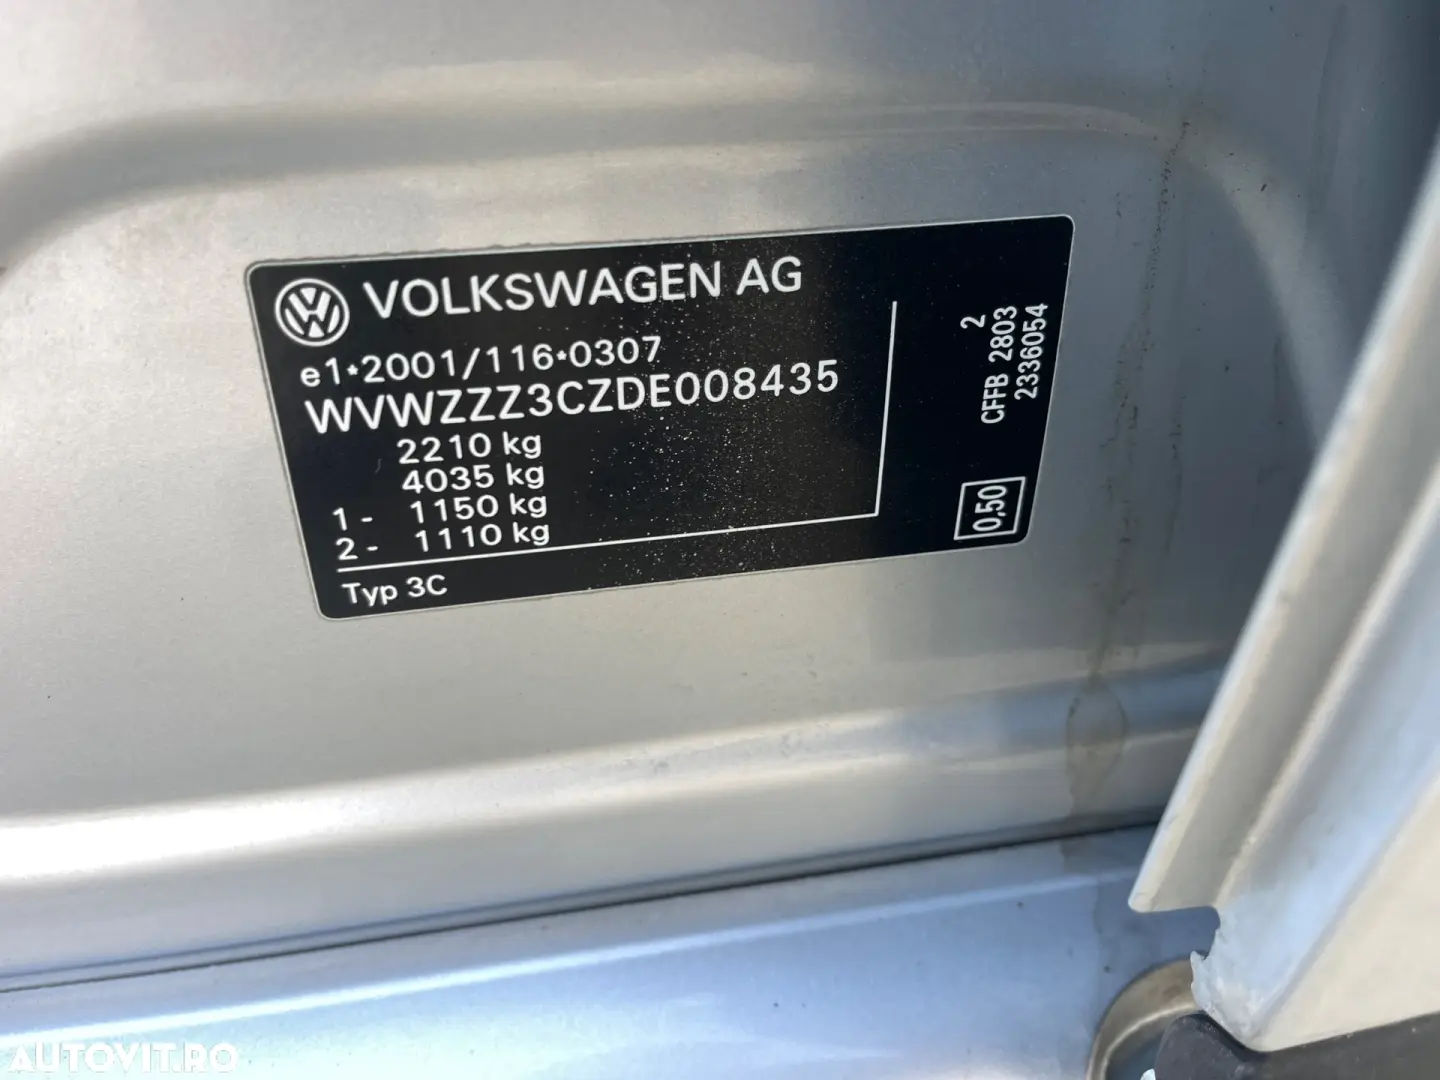 VOLKSWAGEN AG
e1*2001/116*0307
WVWZZZ3CZDE008435
2210 kg
4035 kg
1- 1150 kg
2- 1110 kg
Typ 3C
2
CFFB 2803
2336054
0,50
AUTOVIT.RO